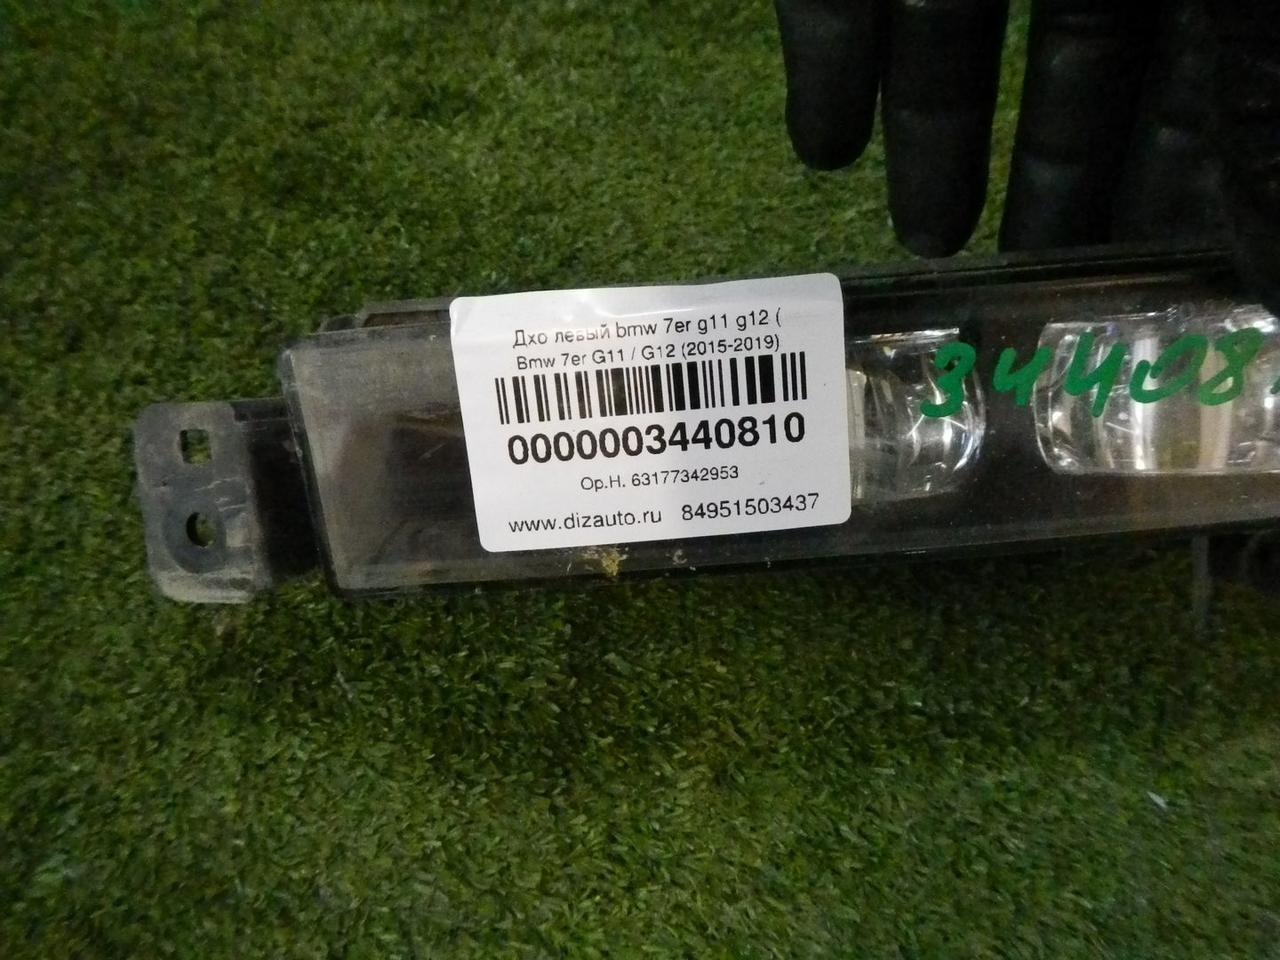 Дхо левый bmw 7er g11 g12 (
Bmw 7er G11 / G12 (2015-2019)
0000003440810
Ор.Н. 63177342953
www.dizauto.ru 84951503437
34408